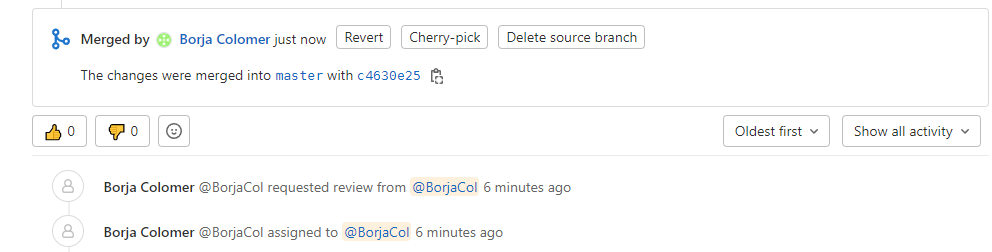 Merged by Borja Colomer just now Revert Cherry-pick Delete source branch
The changes were merged into master with c4630e25
0 0 Oldest first Show all activity
Borja Colomer @BorjaCol requested review from @BorjaCol 6 minutes ago
Borja Colomer @BorjaCol assigned to @BorjaCol 6 minutes ago